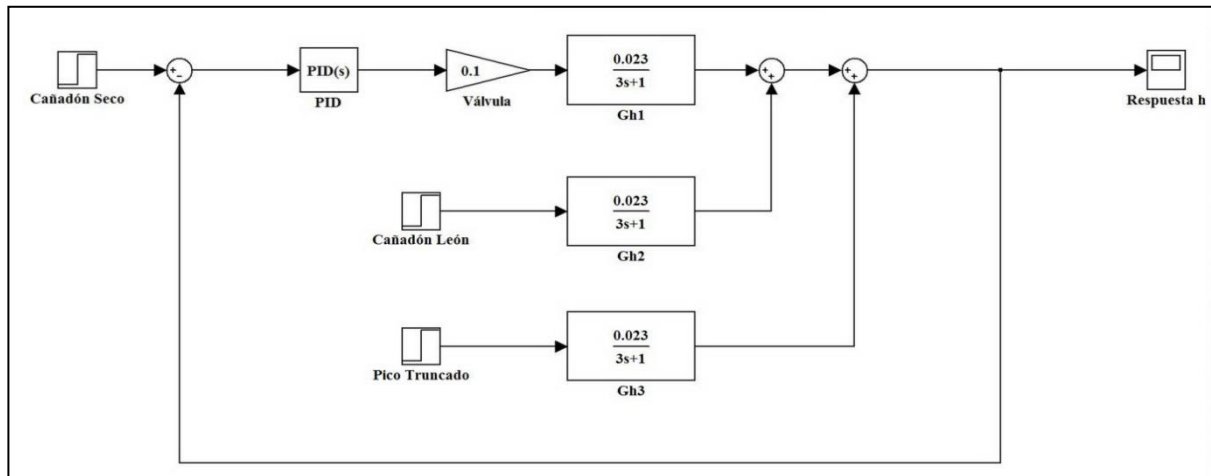 Cañadón Seco
PID(s)
PID
0.1
Válvula
0.023
3s+1
Gh1
Respuesta h
Cañadón León
0.023
3s+1
Gh2
Pico Truncado
0.023
3s+1
Gh3